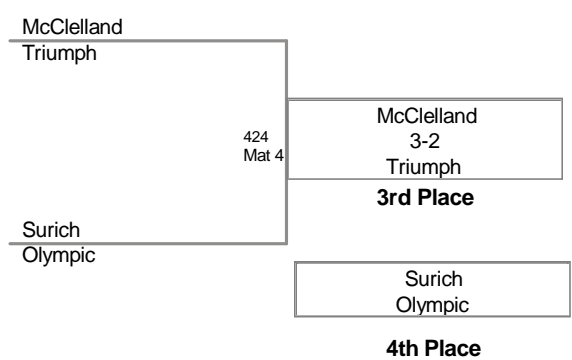 McClelland
Triumph
424
Mat 4
McClelland
3-2
Triumph
3rd Place
Surich
Olympic
Surich
Olympic
4th Place